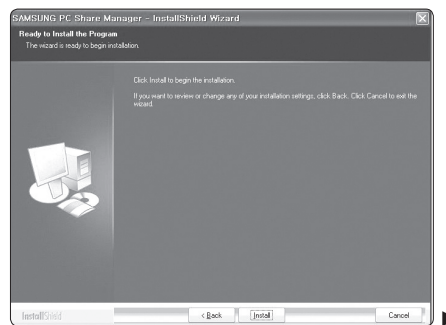 SAMSUNG PC Share Manager - InstallShield Wizard
Ready to Install the Program
The wizard is ready to begin installation.
Click Install to begin the installation.
If you want to review or change any of your installation settings, click Back. Click Cancel to exit the
wizard.
InstallShield
< Back
Install
Cancel